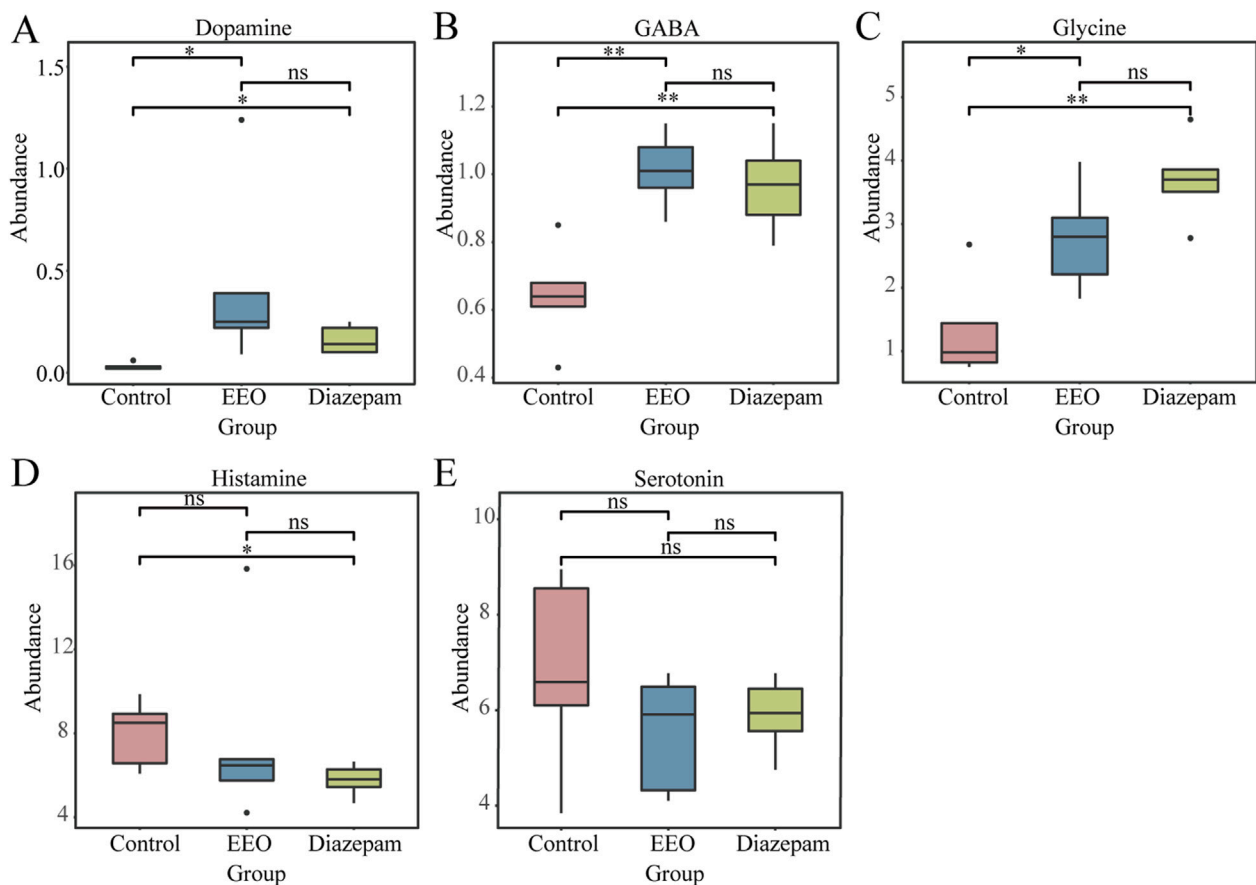 A
Dopamine
*
ns
*
1.5
1.0
0.5
0.0
Abundance
Control EEO Diazepam
Group
B
GABA
**
ns
**
1.2
1.0
0.8
0.6
0.4
Abundance
Control EEO Diazepam
Group
C
Glycine
*
ns
**
5
4
3
2
1
Abundance
Control EEO Diazepam
Group
D
Histamine
ns
ns
*
16
12
8
4
Abundance
Control EEO Diazepam
Group
E
Serotonin
ns
ns
ns
10
8
6
4
Abundance
Control EEO Diazepam
Group